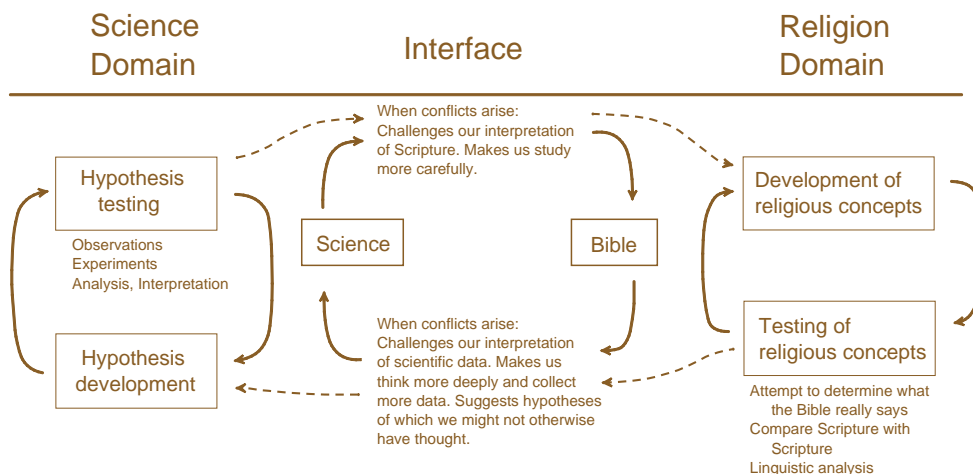 Science
Domain
Interface
Religion
Domain
When conflicts arise:
Challenges our interpretation
of Scripture. Makes us study
more carefully.
Hypothesis
testing
Observations
Experiments
Analysis, Interpretation
Science
Bible
Development of
religious concepts
Hypothesis
development
When conflicts arise:
Challenges our interpretation
of scientific data. Makes us
think more deeply and collect
more data. Suggests hypotheses
of which we might not otherwise
have thought.
Testing of
religious concepts
Attempt to determine what
the Bible really says
Compare Scripture with
Scripture
Linguistic analysis